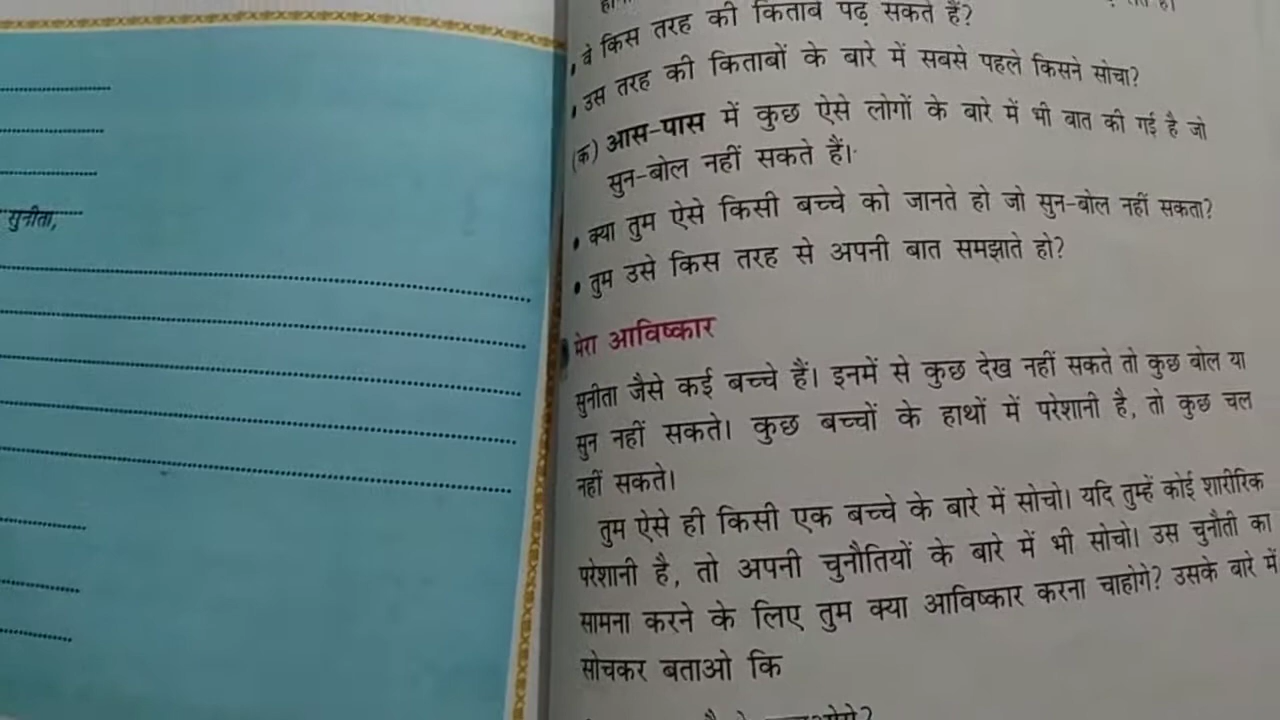 सुनीता,
• वे किस तरह की किताबें पढ़ सकते हैं?
• उस तरह की किताबों के बारे में सबसे पहले किसने सोचा?
(क) आस-पास में कुछ ऐसे लोगों के बारे में भी बात की गई है जो
सुन-बोल नहीं सकते हैं।
• क्या तुम ऐसे किसी बच्चे को जानते हो जो सुन-बोल नहीं सकता?
• तुम उसे किस तरह से अपनी बात समझाते हो?
मेरा आविष्कार
सुनीता जैसे कई बच्चे हैं। इनमें से कुछ देख नहीं सकते तो कुछ बोल या
सुन नहीं सकते। कुछ बच्चों के हाथों में परेशानी है, तो कुछ चल
नहीं सकते।
तुम ऐसे ही किसी एक बच्चे के बारे में सोचो। यदि तुम्हें कोई शारीरिक
परेशानी है, तो अपनी चुनौतियों के बारे में भी सोचो। उस चुनौती का
सामना करने के लिए तुम क्या आविष्कार करना चाहोगे? उसके बारे में
सोचकर बताओ कि